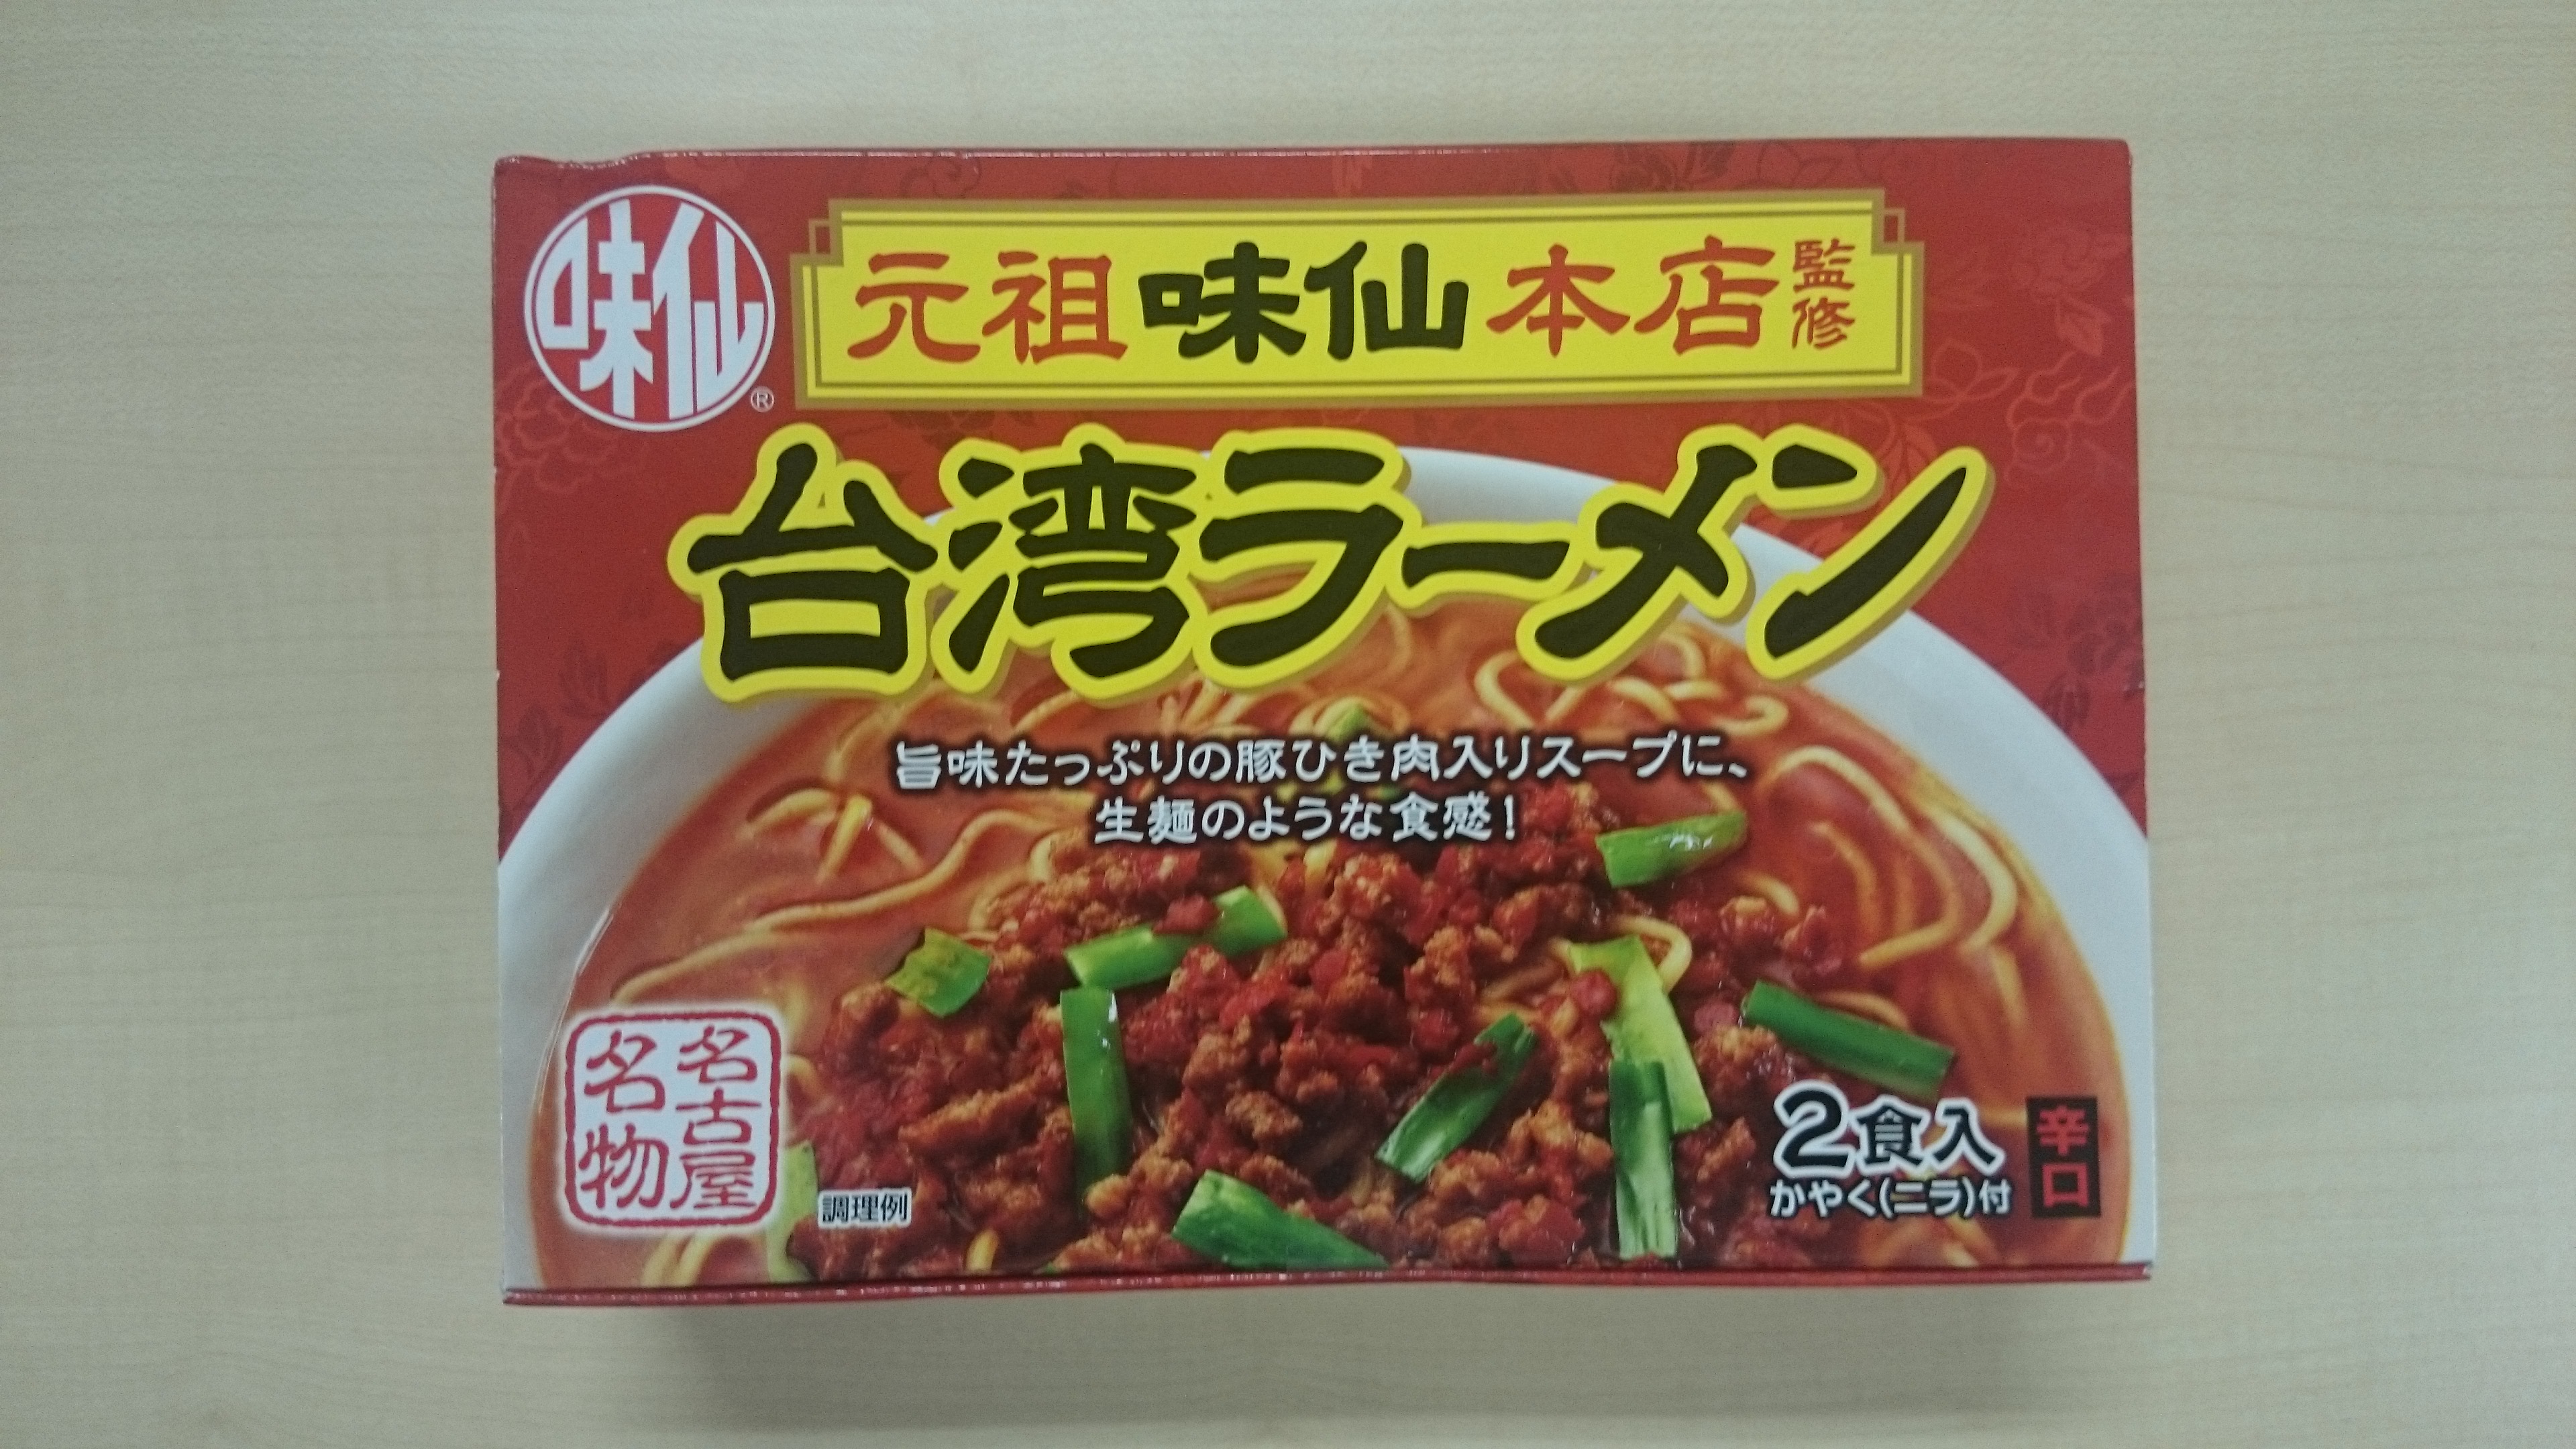 味仙
®
元祖味仙本店監修
台湾ラーメン
旨味たっぷりの豚ひき肉入りスープに、
生麺のような食感!
名古屋
名物
調理例
2食入
かやく(ニラ)付
辛口